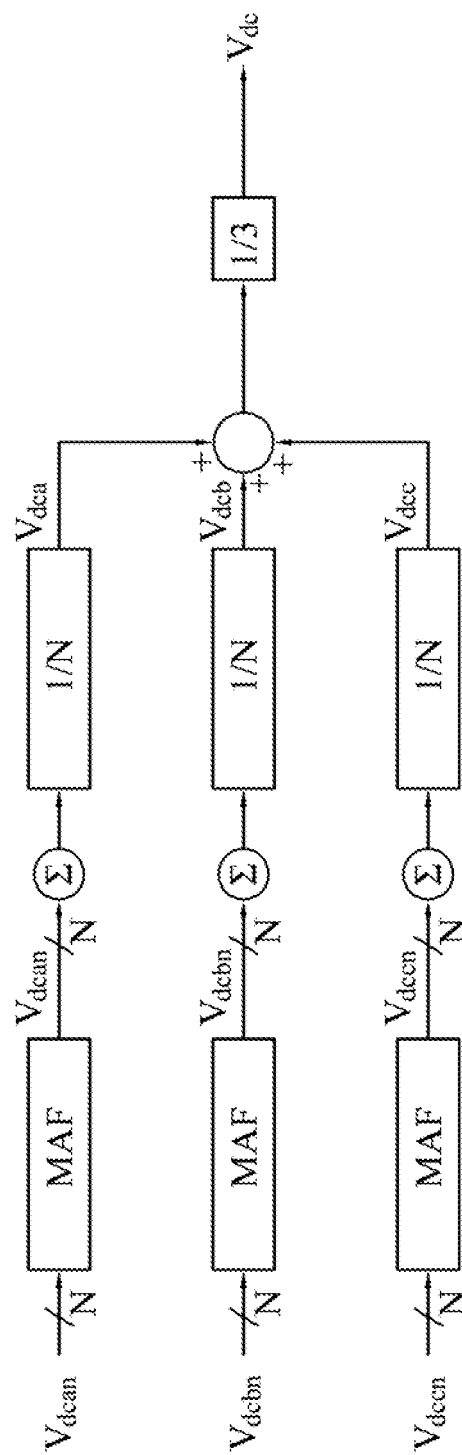 V_dcan N MAF V_dcan N Σ 1/N V_dca
V_dcbn N MAF V_dcbn N Σ 1/N V_dcb + + + 1/3 V_dc
V_dccn N MAF V_dccn N Σ 1/N V_dcc